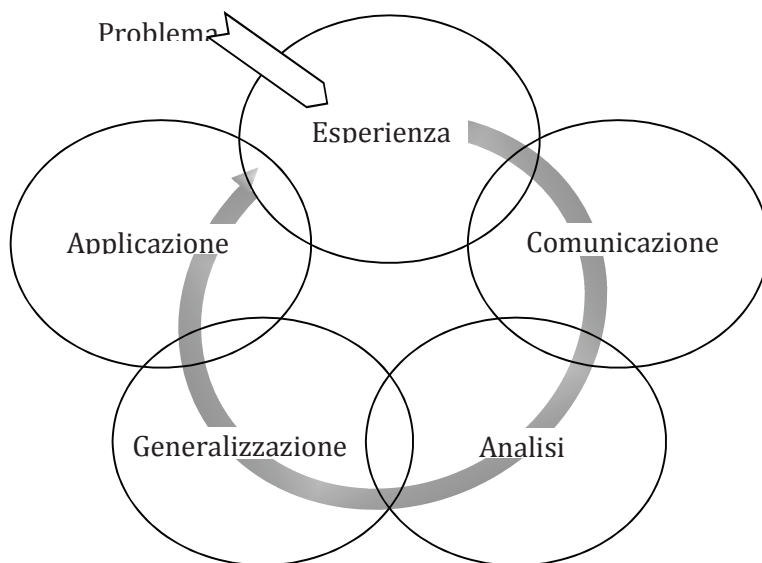 Problema
Esperienza
Comunicazione
Analisi
Generalizzazione
Applicazione